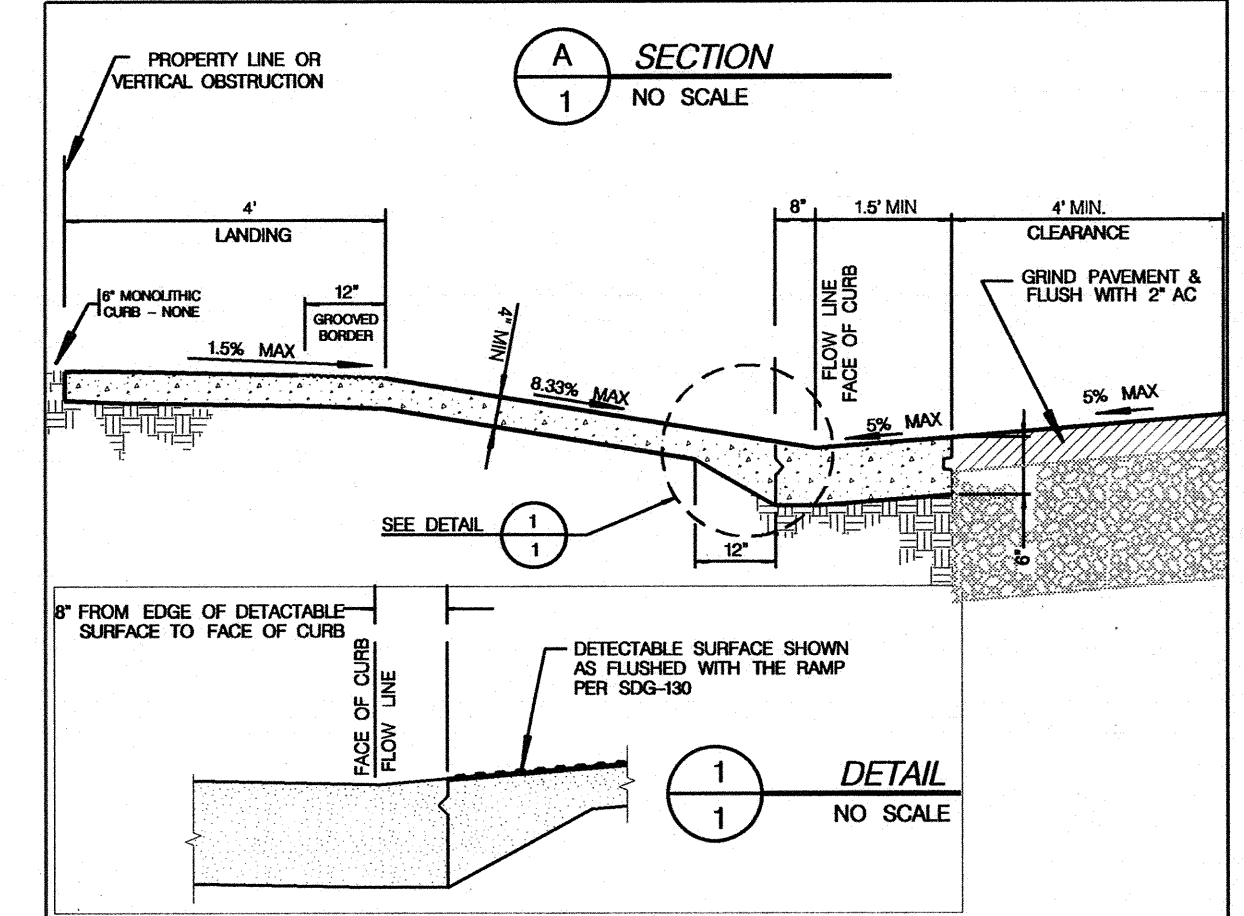 PROPERTY LINE OR
VERTICAL OBSTRUCTION
A
1
SECTION
NO SCALE
4'
LANDING
8"
1.5' MIN
4' MIN.
CLEARANCE
6" MONOLITHIC
CURB - NONE
12"
GROOVED
BORDER
4" MIN
FLOW LINE
FACE OF CURB
GRIND PAVEMENT &
FLUSH WITH 2" AC
1.5% MAX
8.33% MAX
5% MAX
5% MAX
SEE DETAIL
1
1
12"
6"
8" FROM EDGE OF DETACTABLE
SURFACE TO FACE OF CURB
FACE OF CURB
FLOW LINE
DETECTABLE SURFACE SHOWN
AS FLUSHED WITH THE RAMP
PER SDG-130
1
1
DETAIL
NO SCALE